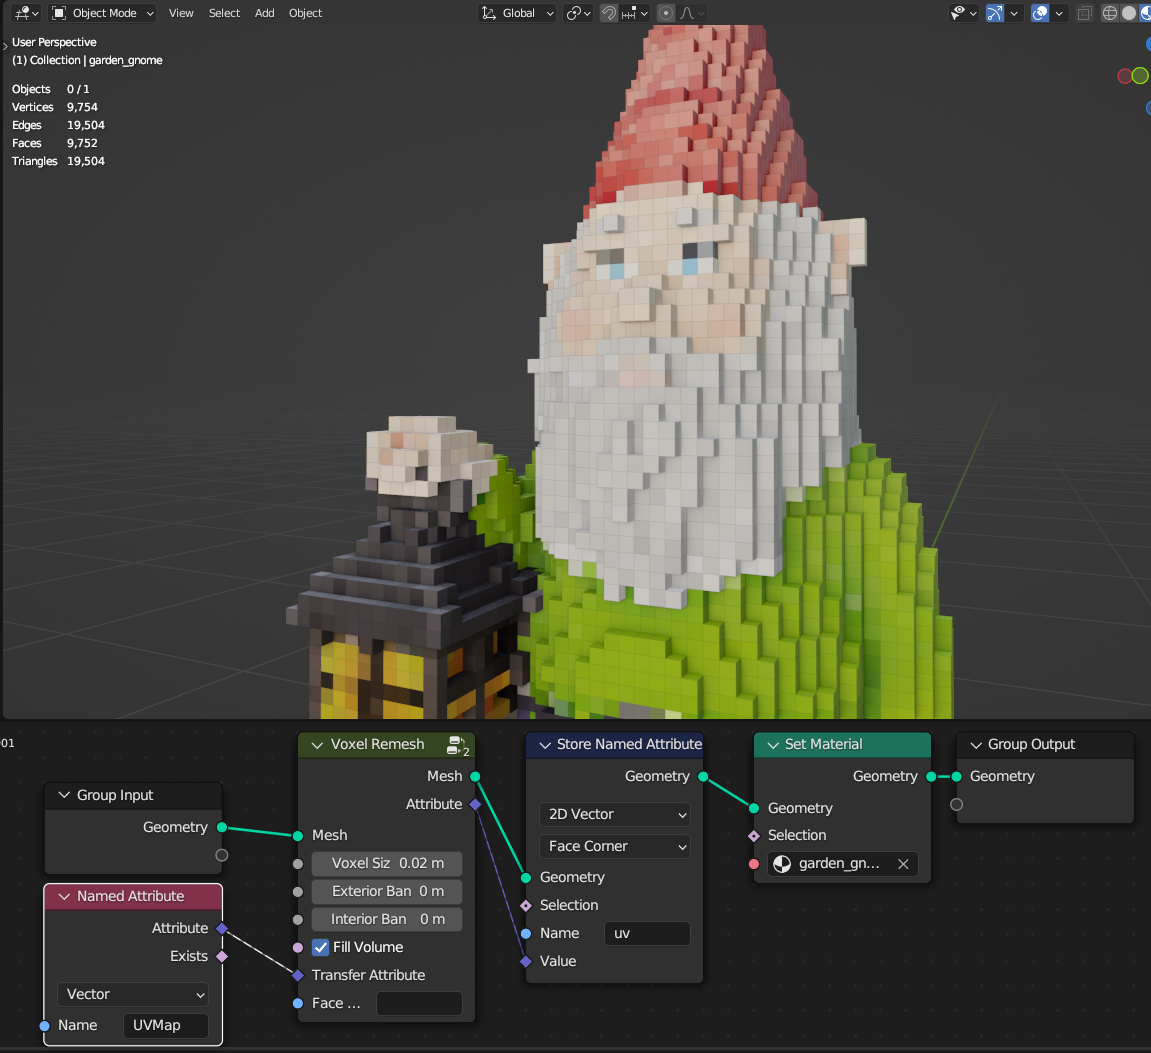 Object Mode
View
Select
Add
Object
Global
User Perspective
(1) Collection | garden_gnome
Objects 0 / 1
Vertices 9,754
Edges 19,504
Faces 9,752
Triangles 19,504
01
Group Input
Geometry
Named Attribute
Attribute
Exists
Vector
Name UVMap
Voxel Remesh 2
Mesh
Attribute
Mesh
Voxel Siz 0.02 m
Exterior Ban 0 m
Interior Ban 0 m
Fill Volume
Transfer Attribute
Face ...
Store Named Attribute
Geometry
2D Vector
Face Corner
Geometry
Selection
Name uv
Value
Set Material
Geometry
Geometry
Selection
garden_gn...
Group Output
Geometry